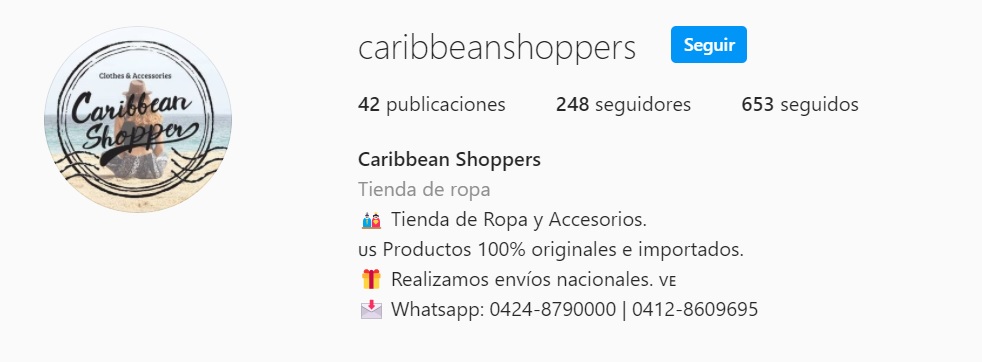 Clothes & Accessories
Caribbean
Shopper
caribbeanshoppers
Seguir
42 publicaciones
248 seguidores
653 seguidos
Caribbean Shoppers
Tienda de ropa
🎎 Tienda de Ropa y Accesorios.
us Productos 100% originales e importados.
🎁 Realizamos envíos nacionales. VE
📩 Whatsapp: 0424-8790000 | 0412-8609695